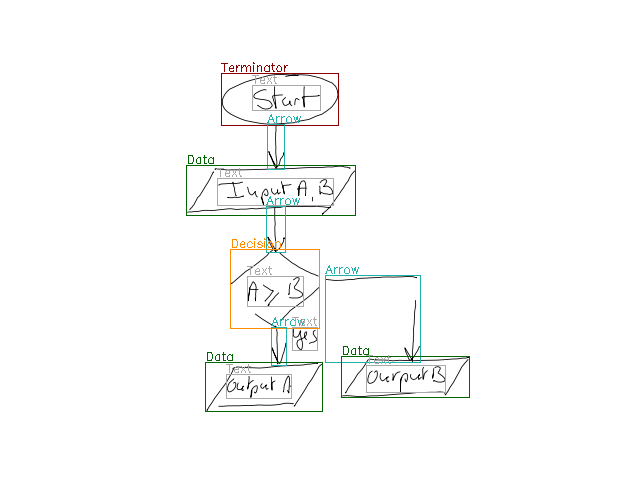 Terminator
Text
Start
Arrow
Data
Text
Input A, B
Arrow
Decision
Text
A ≥ B
Arrow
Arrow
Text
yes
Data
Text
Output A
Data
Text
Output B